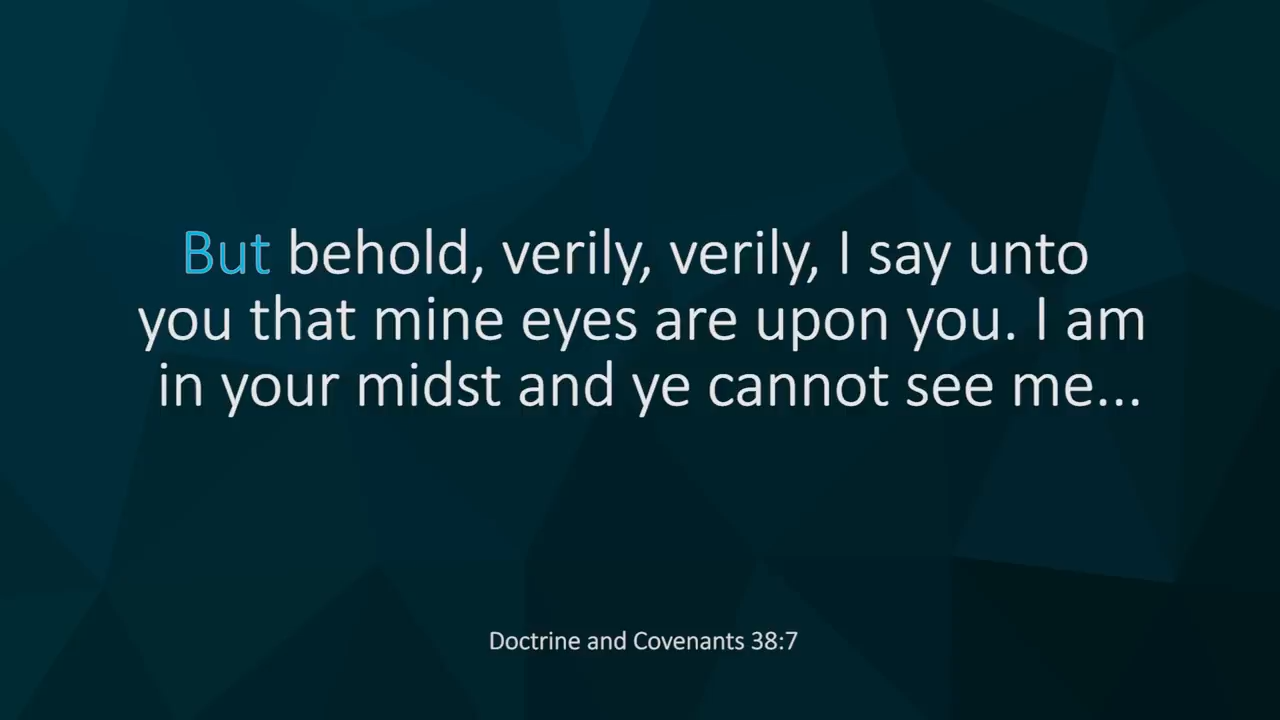 But behold, verily, verily, I say unto
you that mine eyes are upon you. I am
in your midst and ye cannot see me...
Doctrine and Covenants 38:7